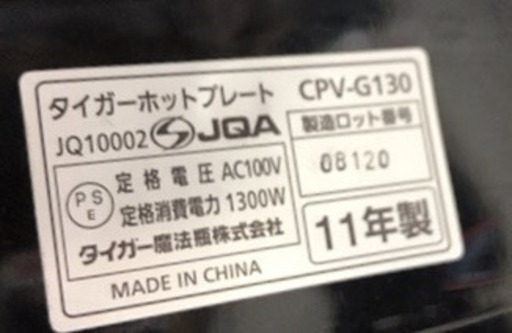 タイガーホットプレート CPV-G130
JQ10002 JQA
製造ロット番号
08120
PSE
定格電圧 AC100V
定格消費電力 1300W
タイガー魔法瓶株式会社
11年製
MADE IN CHINA